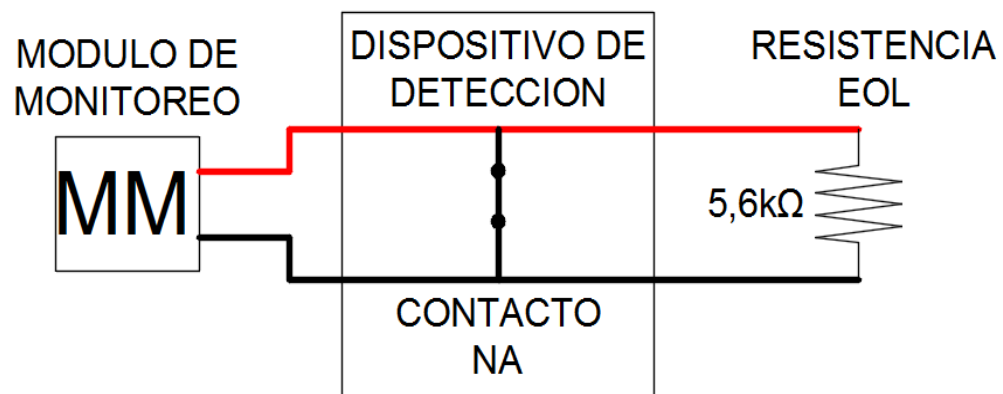 MODULO DE
MONITOREO
MM
DISPOSITIVO DE
DETECCION
CONTACTO
NA
RESISTENCIA
EOL
5,6kΩ